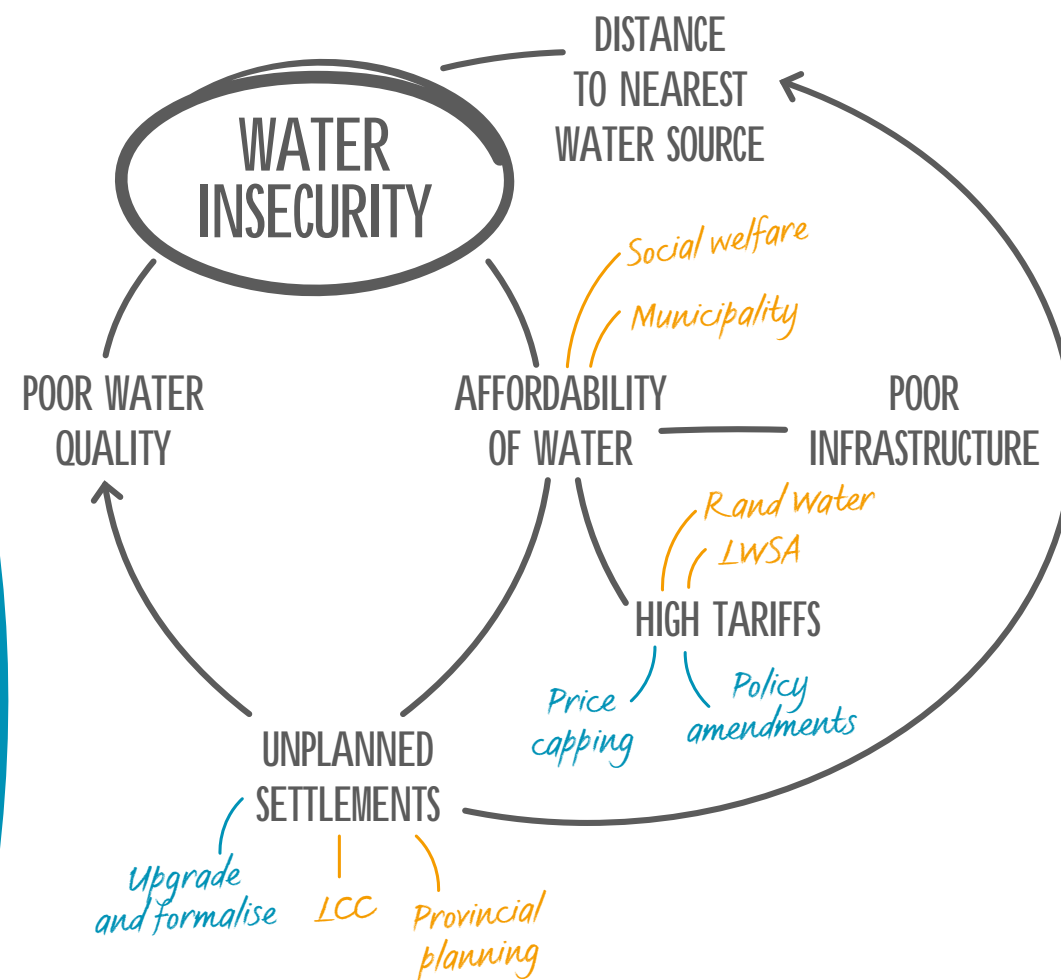 DISTANCE
TO NEAREST
WATER SOURCE
WATER
INSECURITY
Social welfare
Municipality
POOR WATER
QUALITY
AFFORDABILITY
OF WATER
POOR
INFRASTRUCTURE
Rand Water
LWSA
HIGH TARIFFS
Price
capping
Policy
amendments
UNPLANNED
SETTLEMENTS
Upgrade
and formalise
LCC
Provincial
planning